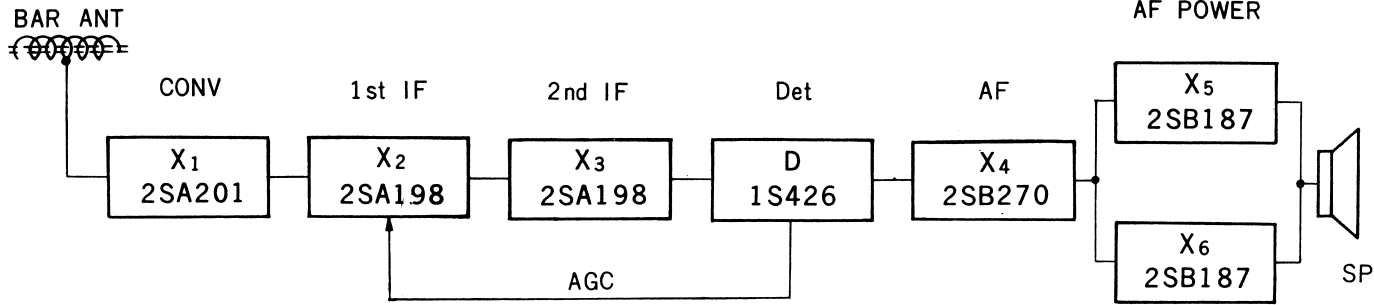 BAR ANT
CONV
X1
2SA201
1st IF
X2
2SA198
2nd IF
X3
2SA198
Det
D
1S426
AGC
AF
X4
2SB270
AF POWER
X5
2SB187
X6
2SB187
SP